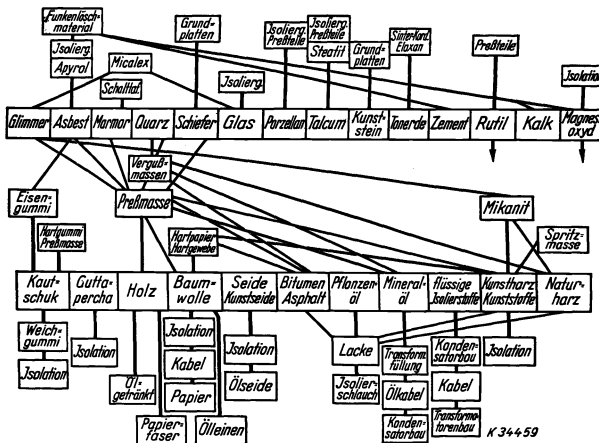 Funkenlösch=
material
Isolierg.
Apyrol
Micalex
Schalttaf.
Grund=
platten
Isolierg.
Isolierg.
Preßteile
Isolierg.
Preßteile
Steatit
Grund=
platten
Sinter-Kord.
Eloxan
Preßteile
Isolation
Glimmer
Asbest
Marmor
Quarz
Schiefer
Glas
Porzellan
Talcum
Kunst=
stein
Tonerde
Zement
Rutil
Kalk
Magnes.
oxyd
Verguß=
massen
Eisen=
gummi
Preßmasse
Mikanit
Hartgummi
Preßmasse
Hartpapier
Hartgewebe
Spritz=
masse
Kaut=
schuk
Gutta=
percha
Holz
Baum=
wolle
Seide
Kunstseide
Bitumen
Asphalt
Pflanzen=
öl
Mineral=
öl
flüssige
Isolierstoffe
Kunstharz
Kunststoffe
Natur=
harz
Weich=
gummi
Isolation
Isolation
Öl=
getränkt
Papier=
faser
Isolation
Kabel
Papier
Ölleinen
Isolation
Ölseide
Lacke
Isolier=
schlauch
Transform.
füllung
Ölkabel
Konden=
satorbau
Konden=
satorbau
Kabel
Transforma=
torenbau
Isolation
K 34459